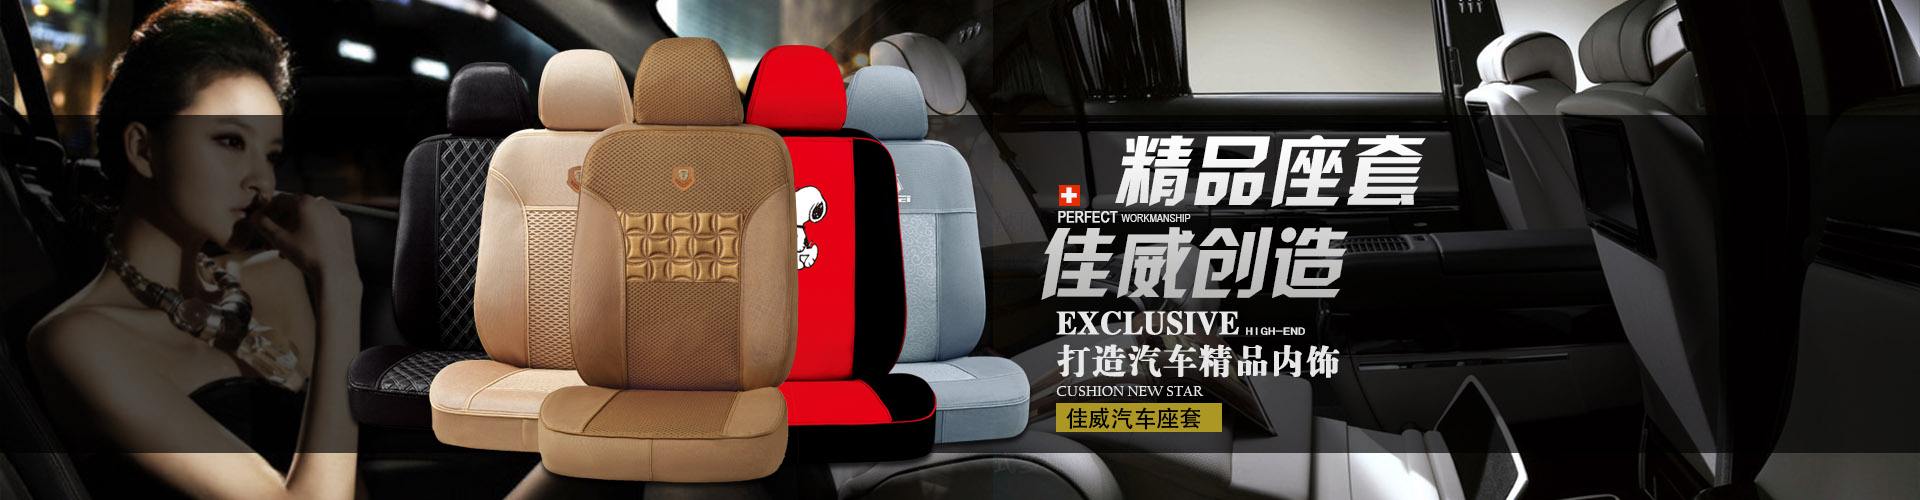 精品座套
PERFECT WORKMANSHIP
佳威创造
EXCLUSIVE HIGH-END
打造汽车精品内饰
CUSHION NEW STAR
佳威汽车座套